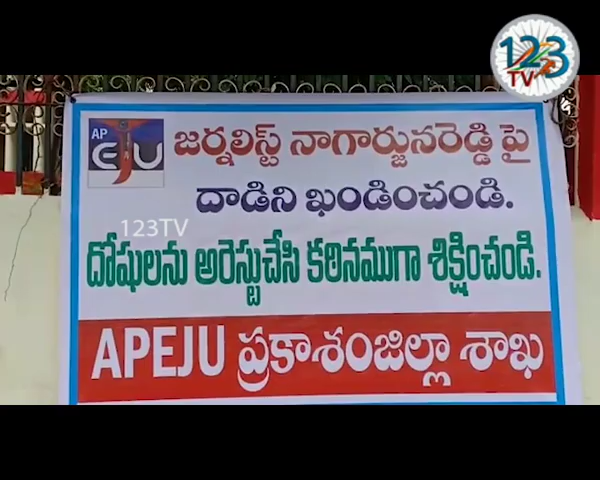 123
TV
AP
EJU
జర్నలిస్ట్ నాగార్జునరెడ్డి పై
దాడిని ఖండించండి.
123TV
దోషులను అరెస్టుచేసి కఠినముగా శిక్షించండి.
APEJU ప్రకాశంజిల్లా శాఖ